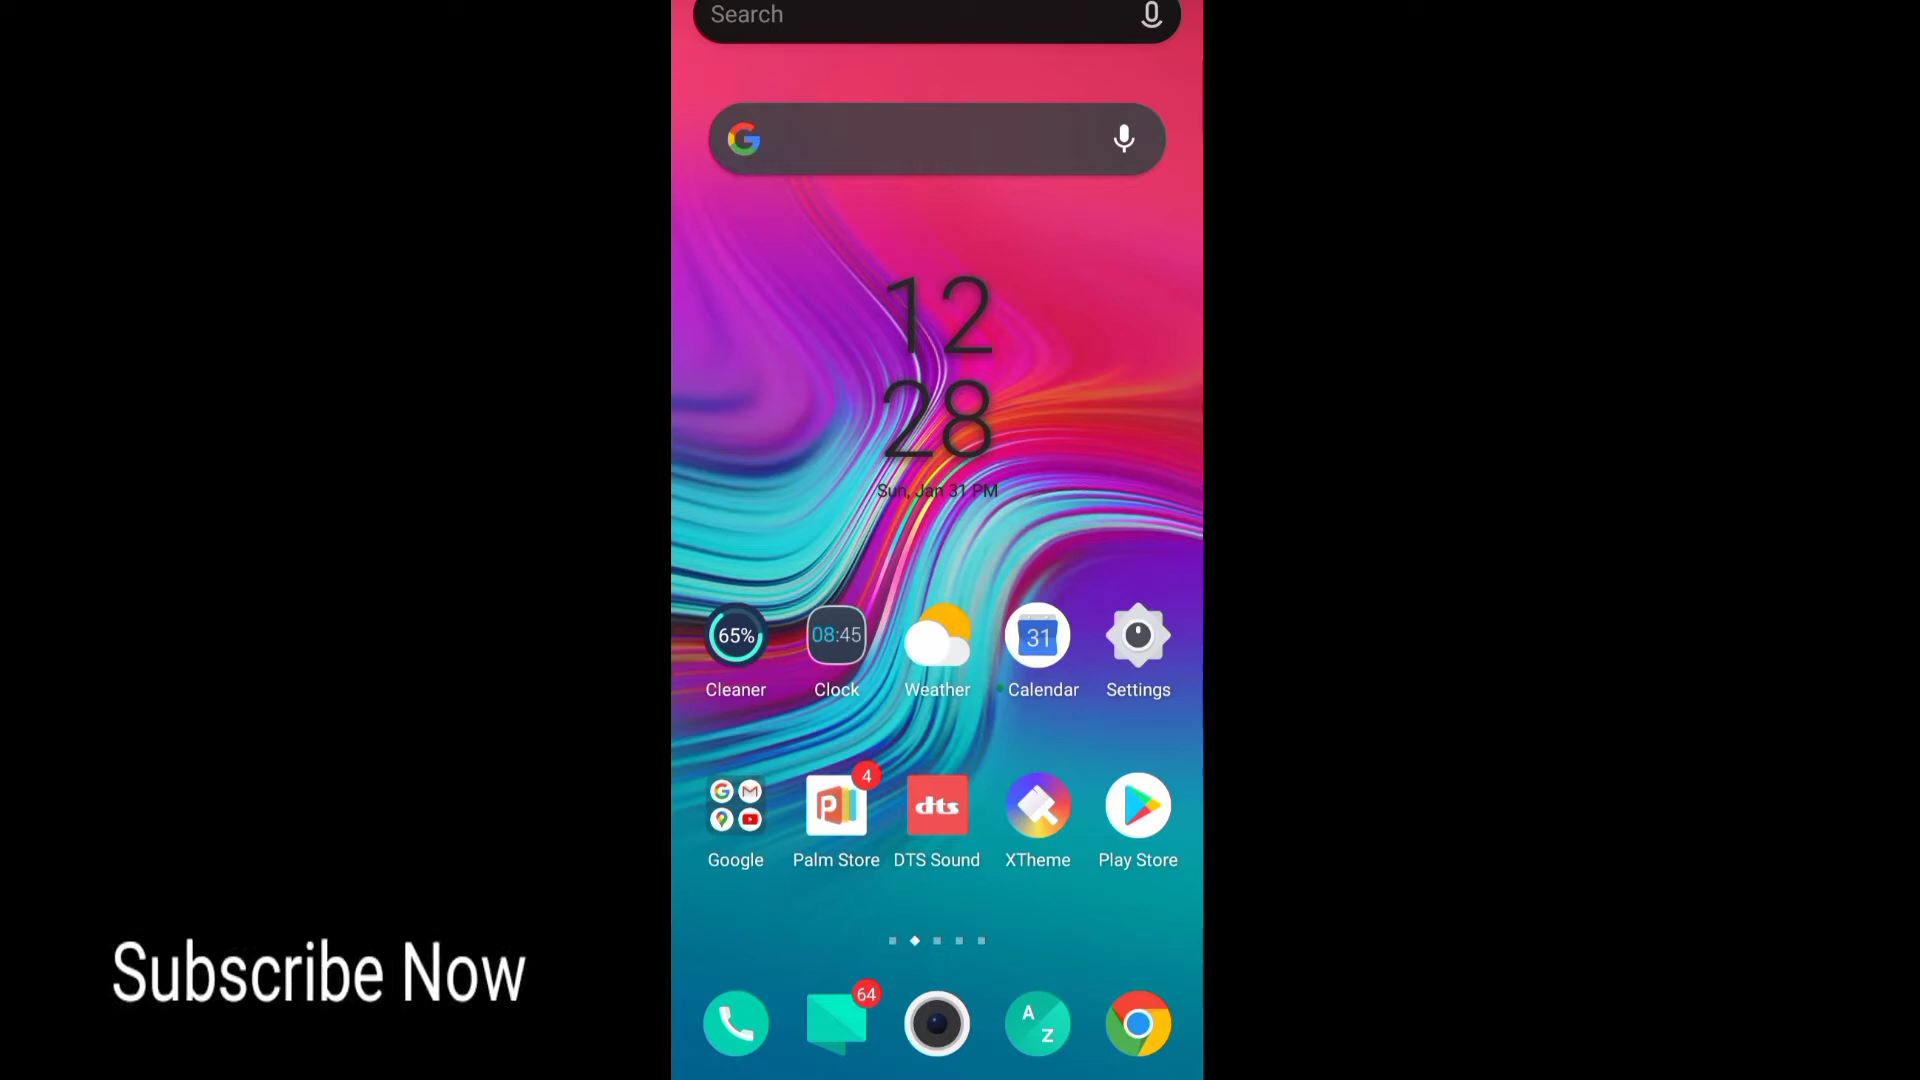 Search
12
28
Sun, Jan 31 PM
65%
08:45
31
Cleaner
Clock
Weather
Calendar
Settings
4
P
dts
Google
Palm Store
DTS Sound
XTheme
Play Store
Subscribe Now
64
A
Z